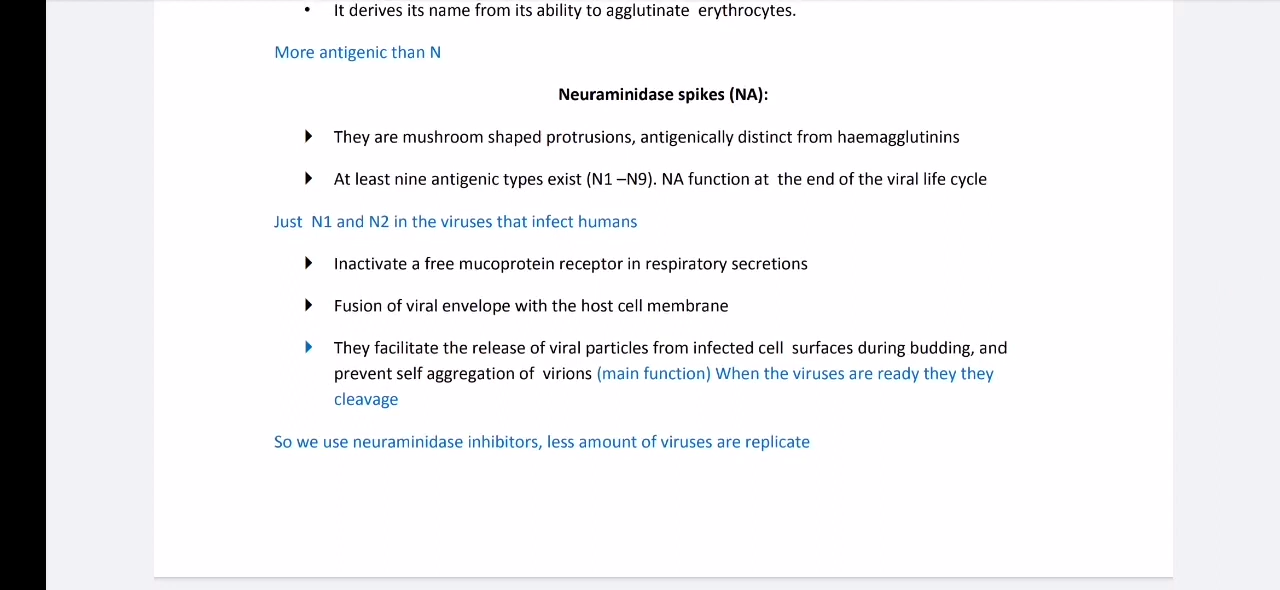 • It derives its name from its ability to agglutinate erythrocytes.
More antigenic than N
Neuraminidase spikes (NA):
They are mushroom shaped protrusions, antigenically distinct from haemagglutinins
At least nine antigenic types exist (N1 –N9). NA function at the end of the viral life cycle
Just N1 and N2 in the viruses that infect humans
Inactivate a free mucoprotein receptor in respiratory secretions
Fusion of viral envelope with the host cell membrane
They facilitate the release of viral particles from infected cell surfaces during budding, and
prevent self aggregation of virions (main function) When the viruses are ready they they
cleavage
So we use neuraminidase inhibitors, less amount of viruses are replicate